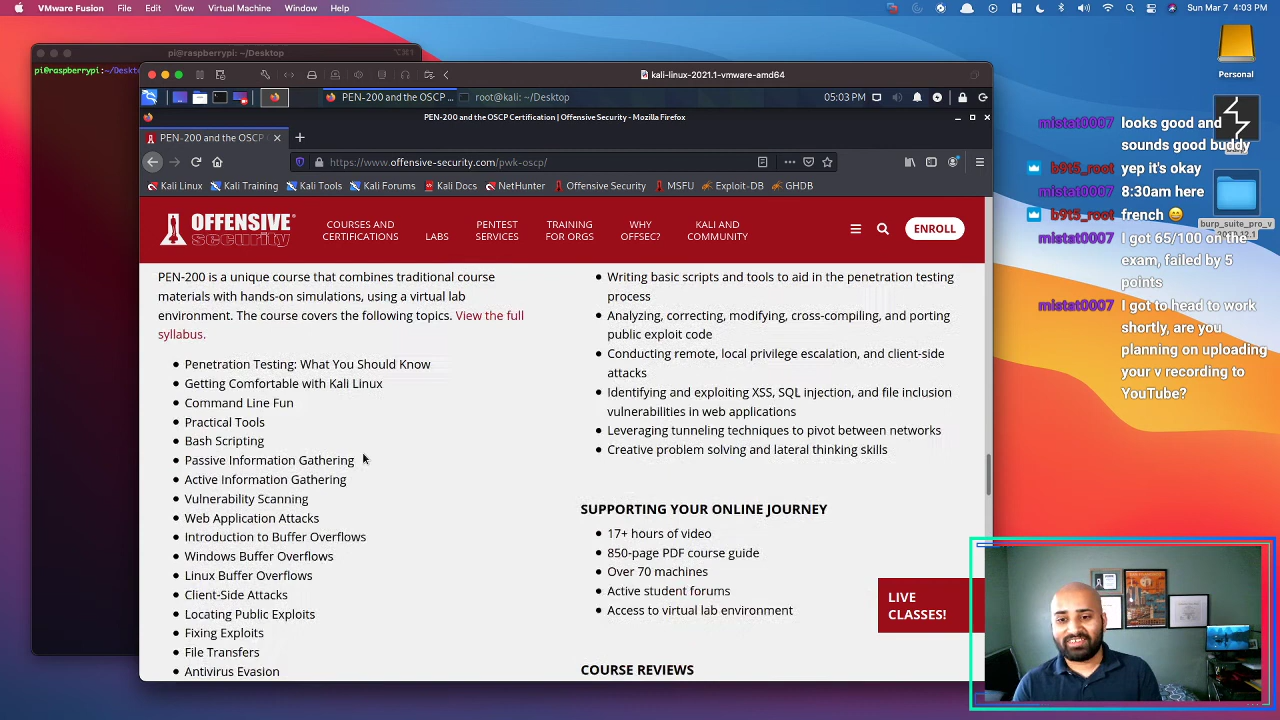 VMware Fusion File Edit View Virtual Machine Window Help Sun Mar 7 4:03 PM
pi@raspberrypi: ~/Desktop ⌥⌘1
pi@raspberrypi:~/Deskto
kali-linux-2021.1-vmware-amd64
PEN-200 and the OSCP ... root@kali: ~/Desktop 05:03 PM
PEN-200 and the OSCP Certification | Offensive Security - Mozilla Firefox
PEN-200 and the OSCP
https://www.offensive-security.com/pwk-oscp/
Kali Linux Kali Training Kali Tools Kali Forums Kali Docs NetHunter Offensive Security MSFU Exploit-DB GHDB
OFFENSIVE
security
COURSES AND
CERTIFICATIONS
LABS
PENTEST
SERVICES
TRAINING
FOR ORGS
WHY
OFFSEC?
KALI AND
COMMUNITY
ENROLL
PEN-200 is a unique course that combines traditional course
materials with hands-on simulations, using a virtual lab
environment. The course covers the following topics. View the full
syllabus.
Penetration Testing: What You Should Know
Getting Comfortable with Kali Linux
Command Line Fun
Practical Tools
Bash Scripting
Passive Information Gathering
Active Information Gathering
Vulnerability Scanning
Web Application Attacks
Introduction to Buffer Overflows
Windows Buffer Overflows
Linux Buffer Overflows
Client-Side Attacks
Locating Public Exploits
Fixing Exploits
File Transfers
Antivirus Evasion
Writing basic scripts and tools to aid in the penetration testing
process
Analyzing, correcting, modifying, cross-compiling, and porting
public exploit code
Conducting remote, local privilege escalation, and client-side
attacks
Identifying and exploiting XSS, SQL injection, and file inclusion
vulnerabilities in web applications
Leveraging tunneling techniques to pivot between networks
Creative problem solving and lateral thinking skills
SUPPORTING YOUR ONLINE JOURNEY
17+ hours of video
850-page PDF course guide
Over 70 machines
Active student forums
Access to virtual lab environment
COURSE REVIEWS
LIVE
CLASSES!
Personal
mistat0007 looks good and
sounds good buddy
b9t5_root yep it's okay
mistat0007 8:30am here
b9t5_root french
mistat0007 I got 65/100 on the
exam, failed by 5
points
mistat0007 I got to head to work
shortly, are you
planning on uploading
your v recording to
YouTube?
burp_suite_pro_v